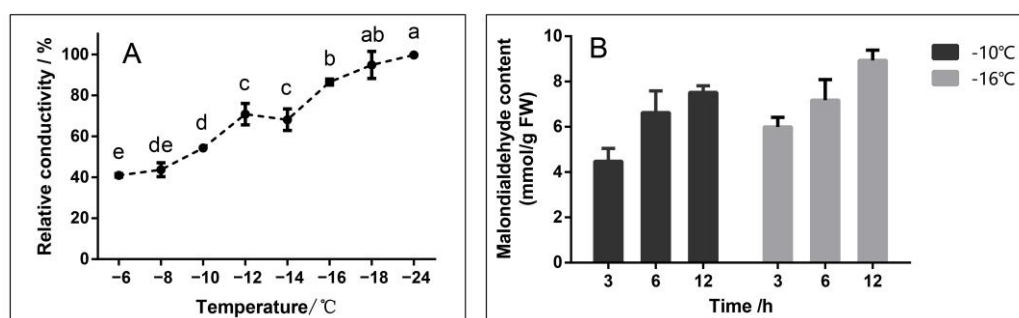 A
Relative conductivity / %
100
80
60
40
20
0
e
de
d
c
c
b
ab
a
−6
−8
−10
−12
−14
−16
−18
−24
Temperature/℃
B
Malondialdehyde content
(mmol/g FW)
10
8
6
4
2
0
-10℃
-16℃
3
6
12
3
6
12
Time /h